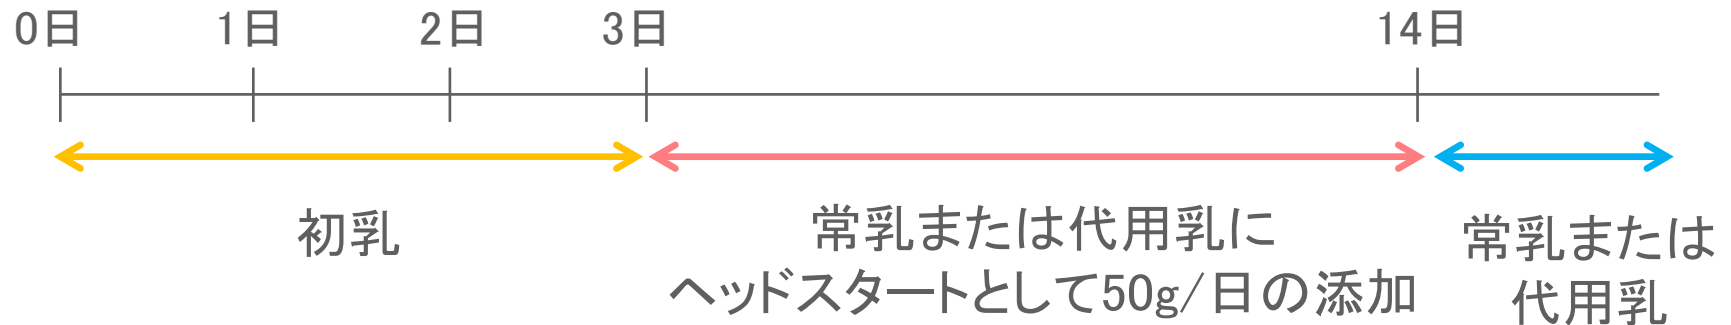 0日 1日 2日 3日 14日
初乳
常乳または代用乳に
ヘッドスタートとして50g/日の添加
常乳または
代用乳